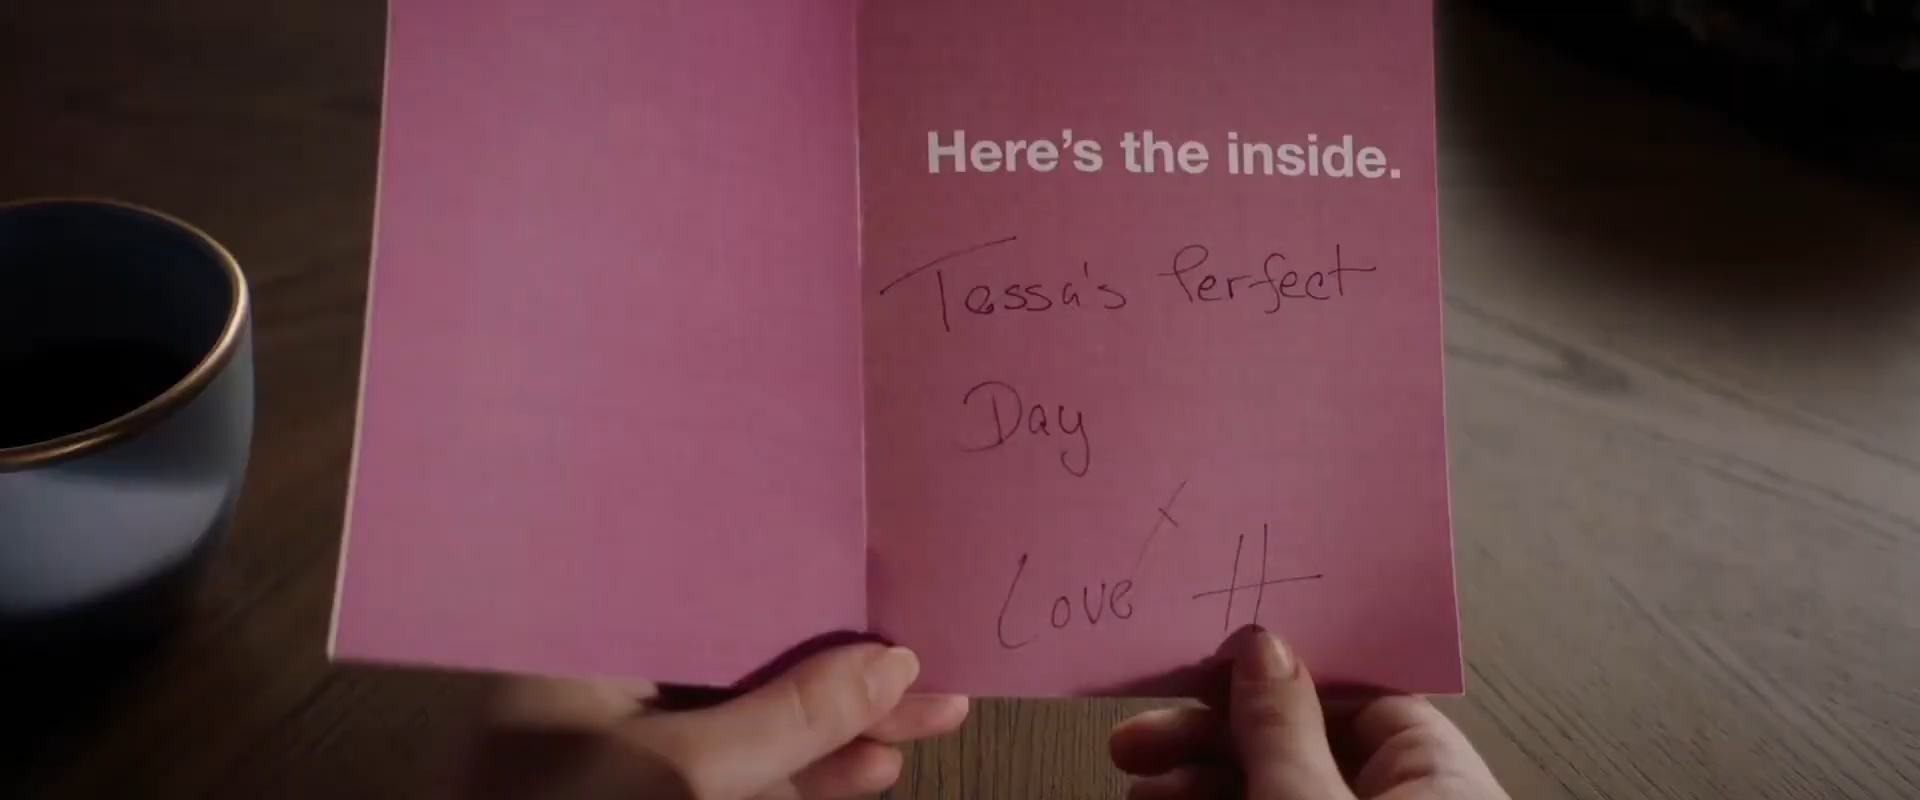 Here's the inside.
Tessa's Perfect
Day
x
Love H